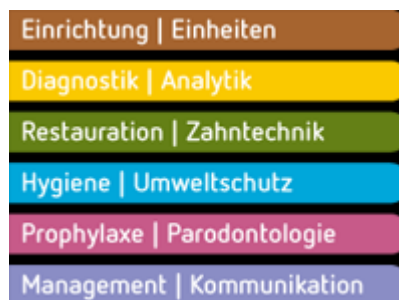 Einrichtung | Einheiten
Diagnostik | Analytik
Restauration | Zahntechnik
Hygiene | Umweltschutz
Prophylaxe | Parodontologie
Management | Kommunikation